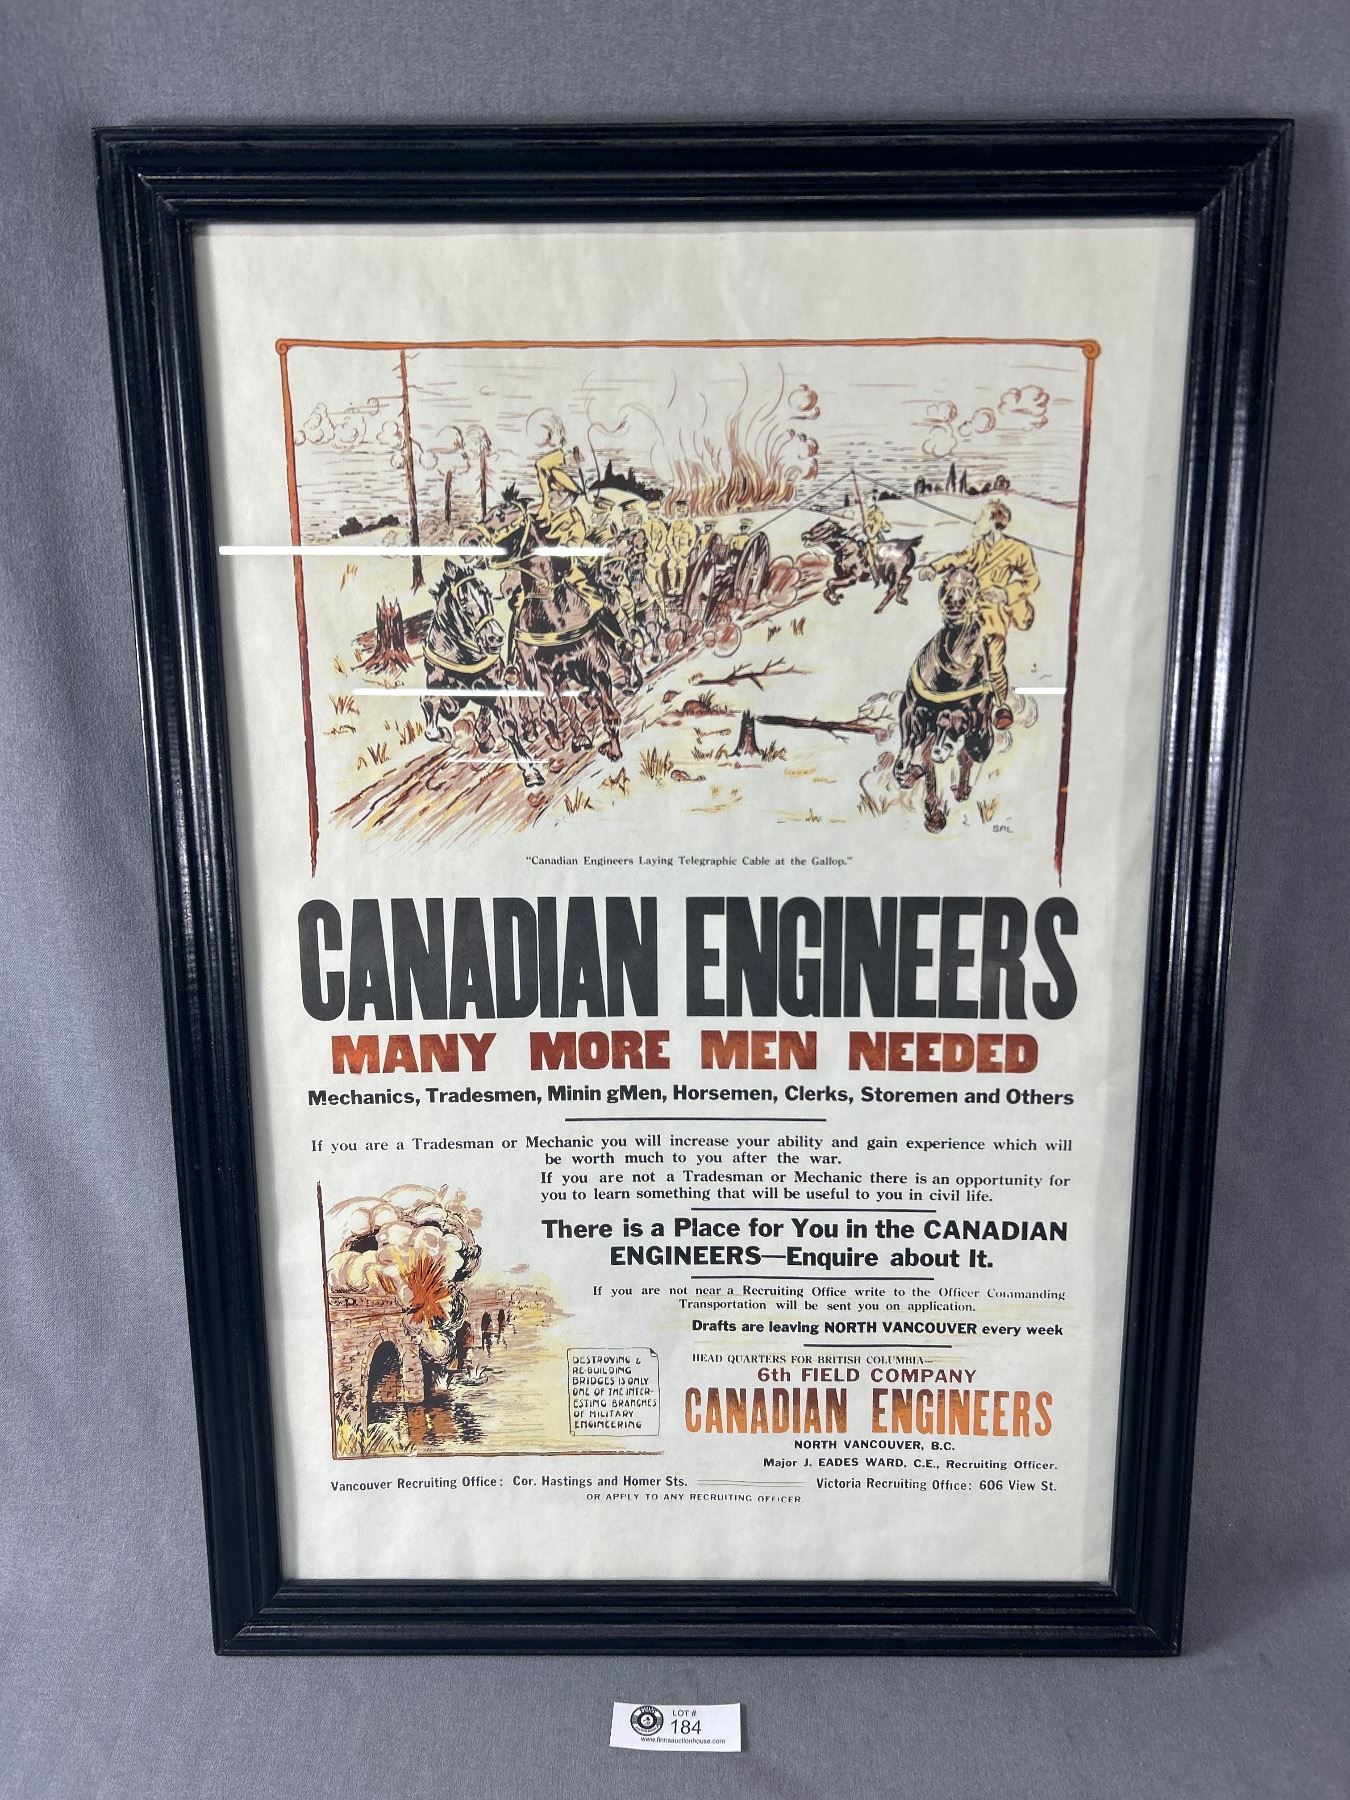 SAL
"Canadian Engineers Laying Telegraphic Cable at the Gallop."
CANADIAN ENGINEERS
MANY MORE MEN NEEDED
Mechanics, Tradesmen, Minin gMen, Horsemen, Clerks, Storemen and Others
If you are a Tradesman or Mechanic you will increase your ability and gain experience which will
be worth much to you after the war.
If you are not a Tradesman or Mechanic there is an opportunity for
you to learn something that will be useful to you in civil life.
There is a Place for You in the CANADIAN
ENGINEERS—Enquire about It.
If you are not near a Recruiting Office write to the Officer Commanding
Transportation will be sent you on application.
Drafts are leaving NORTH VANCOUVER every week
DESTROYING &
RE-BUILDING
BRIDGES IS ONLY
ONE OF THE INTER-
ESTING BRANCHES
OF MILITARY
ENGINEERING
HEAD QUARTERS FOR BRITISH COLUMBIA—
6th FIELD COMPANY
CANADIAN ENGINEERS
NORTH VANCOUVER, B.C.
Major J. EADES WARD, C.E., Recruiting Officer.
Vancouver Recruiting Office: Cor. Hastings and Homer Sts. Victoria Recruiting Office: 606 View St.
OR APPLY TO ANY RECRUITING OFFICER
LOT #
184
www.finnsauctionhouse.com